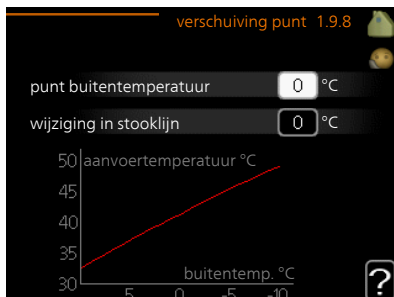 verschuiving punt 1.9.8
punt buitentemperatuur 0 °C
wijziging in stooklijn 0 °C
50 aanvoertemperatuur °C
45
40
35
buitentemp. °C
30
5 0 -5 -10
?